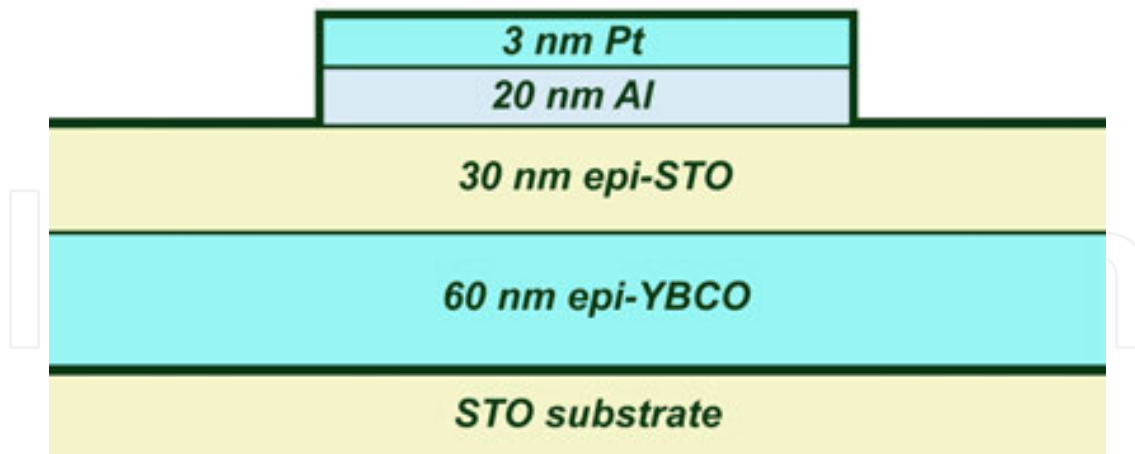 3 nm Pt
20 nm Al
30 nm epi-STO
60 nm epi-YBCO
STO substrate